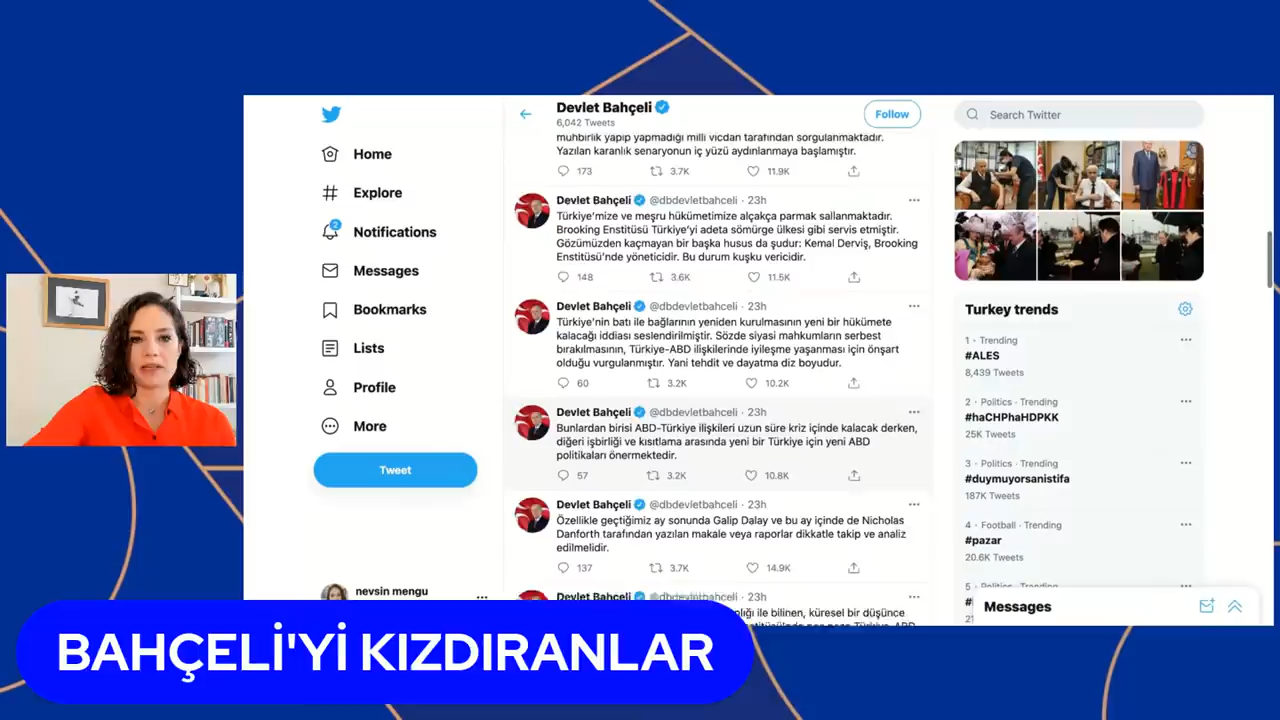 Home
Explore
2
Notifications
Messages
Bookmarks
Lists
Profile
More
Tweet
nevsin mengu
Devlet Bahçeli
6,042 Tweets
Follow
muhbirlik yapıp yapmadığı milli vicdan tarafından sorgulanmaktadır.
Yazılan karanlık senaryonun iç yüzü aydınlanmaya başlamıştır.
173 3.7K 11.9K
Devlet Bahçeli @dbdevletbahceli · 23h
Türkiye'mize ve meşru hükümetimize alçakça parmak sallanmaktadır.
Brooking Enstitüsü Türkiye'yi adeta sömürge ülkesi gibi servis etmiştir.
Gözümüzden kaçmayan bir başka husus da şudur: Kemal Derviş, Brooking
Enstitüsü'nde yöneticidir. Bu durum kuşku vericidir.
148 3.6K 11.5K
Devlet Bahçeli @dbdevletbahceli · 23h
Türkiye'nin batı ile bağlarının yeniden kurulmasının yeni bir hükümete
kalacağı iddiası seslendirilmiştir. Sözde siyasi mahkumların serbest
bırakılmasının, Türkiye-ABD ilişkilerinde iyileşme yaşanması için önşart
olduğu vurgulanmıştır. Yani tehdit ve dayatma diz boyudur.
60 3.2K 10.2K
Devlet Bahçeli @dbdevletbahceli · 23h
Bunlardan birisi ABD-Türkiye ilişkileri uzun süre kriz içinde kalacak derken,
diğeri işbirliği ve kısıtlama arasında yeni bir Türkiye için yeni ABD
politikaları önermektedir.
57 3.2K 10.8K
Devlet Bahçeli @dbdevletbahceli · 23h
Özellikle geçtiğimiz ay sonunda Galip Dalay ve bu ay içinde de Nicholas
Danforth tarafından yazılan makale veya raporlar dikkatle takip ve analiz
edilmelidir.
137 3.7K 14.9K
Devlet Bahçeli @dbdevletbahceli · 23h
ile bilinen, küresel bir düşünce
Search Twitter
Turkey trends
1 · Trending
#ALES
8,439 Tweets
2 · Politics · Trending
#haCHPhaHDPKK
25K Tweets
3 · Politics · Trending
#duymuyorsanistifa
187K Tweets
4 · Football · Trending
#pazar
20.6K Tweets
5 · Politics · Trending
Messages
BAHÇELİ'Yİ KIZDIRANLAR